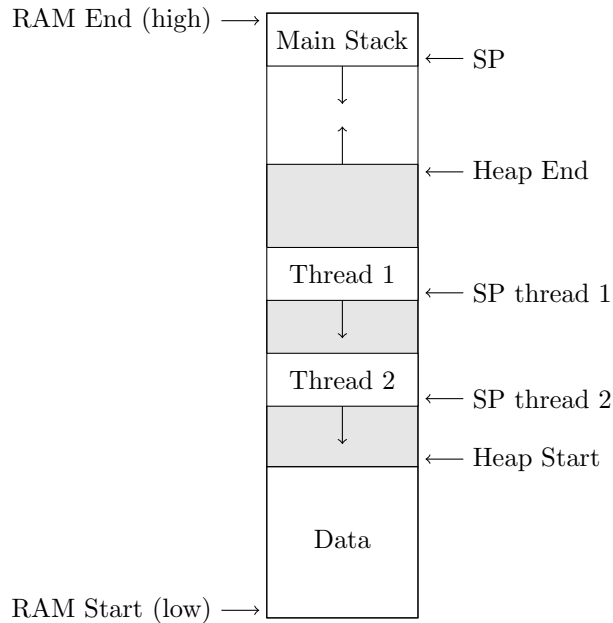 RAM End (high)
Main Stack
SP
Heap End
Thread 1
SP thread 1
Thread 2
SP thread 2
Heap Start
Data
RAM Start (low)